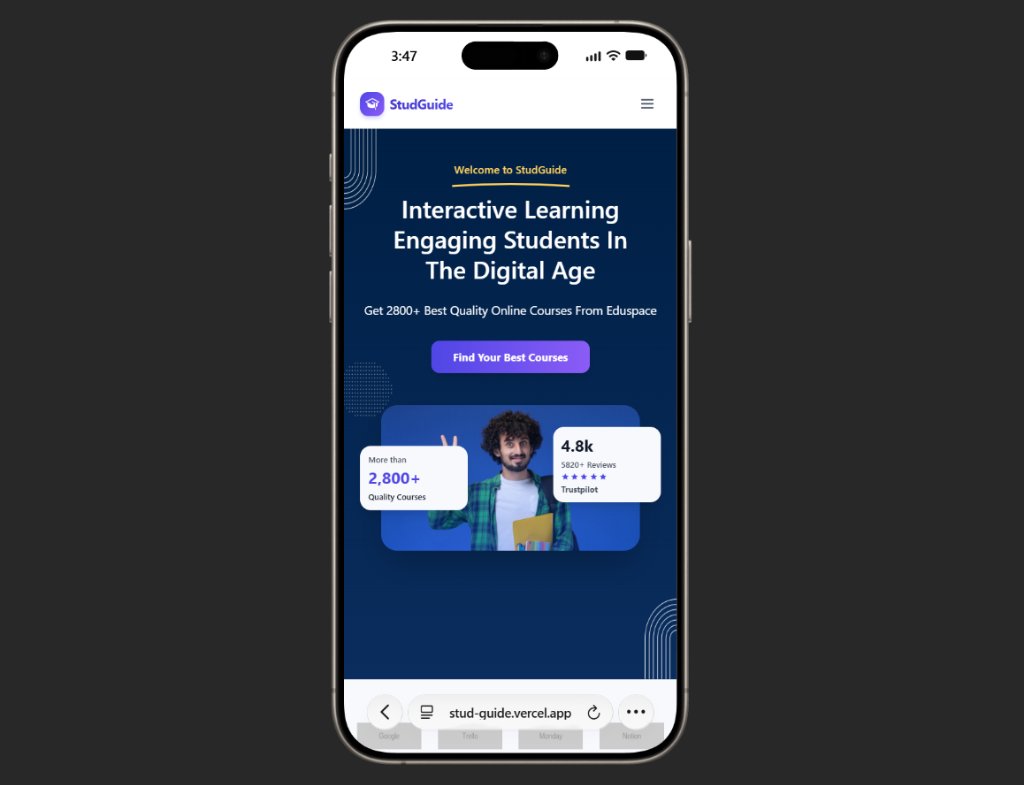 3:47
StudGuide
Welcome to StudGuide
Interactive Learning
Engaging Students In
The Digital Age
Get 2800+ Best Quality Online Courses From Eduspace
Find Your Best Courses
More than
2,800+
Quality Courses
4.8k
5820+ Reviews
Trustpilot
stud-guide.vercel.app
Google
Trello
Monday
Notion